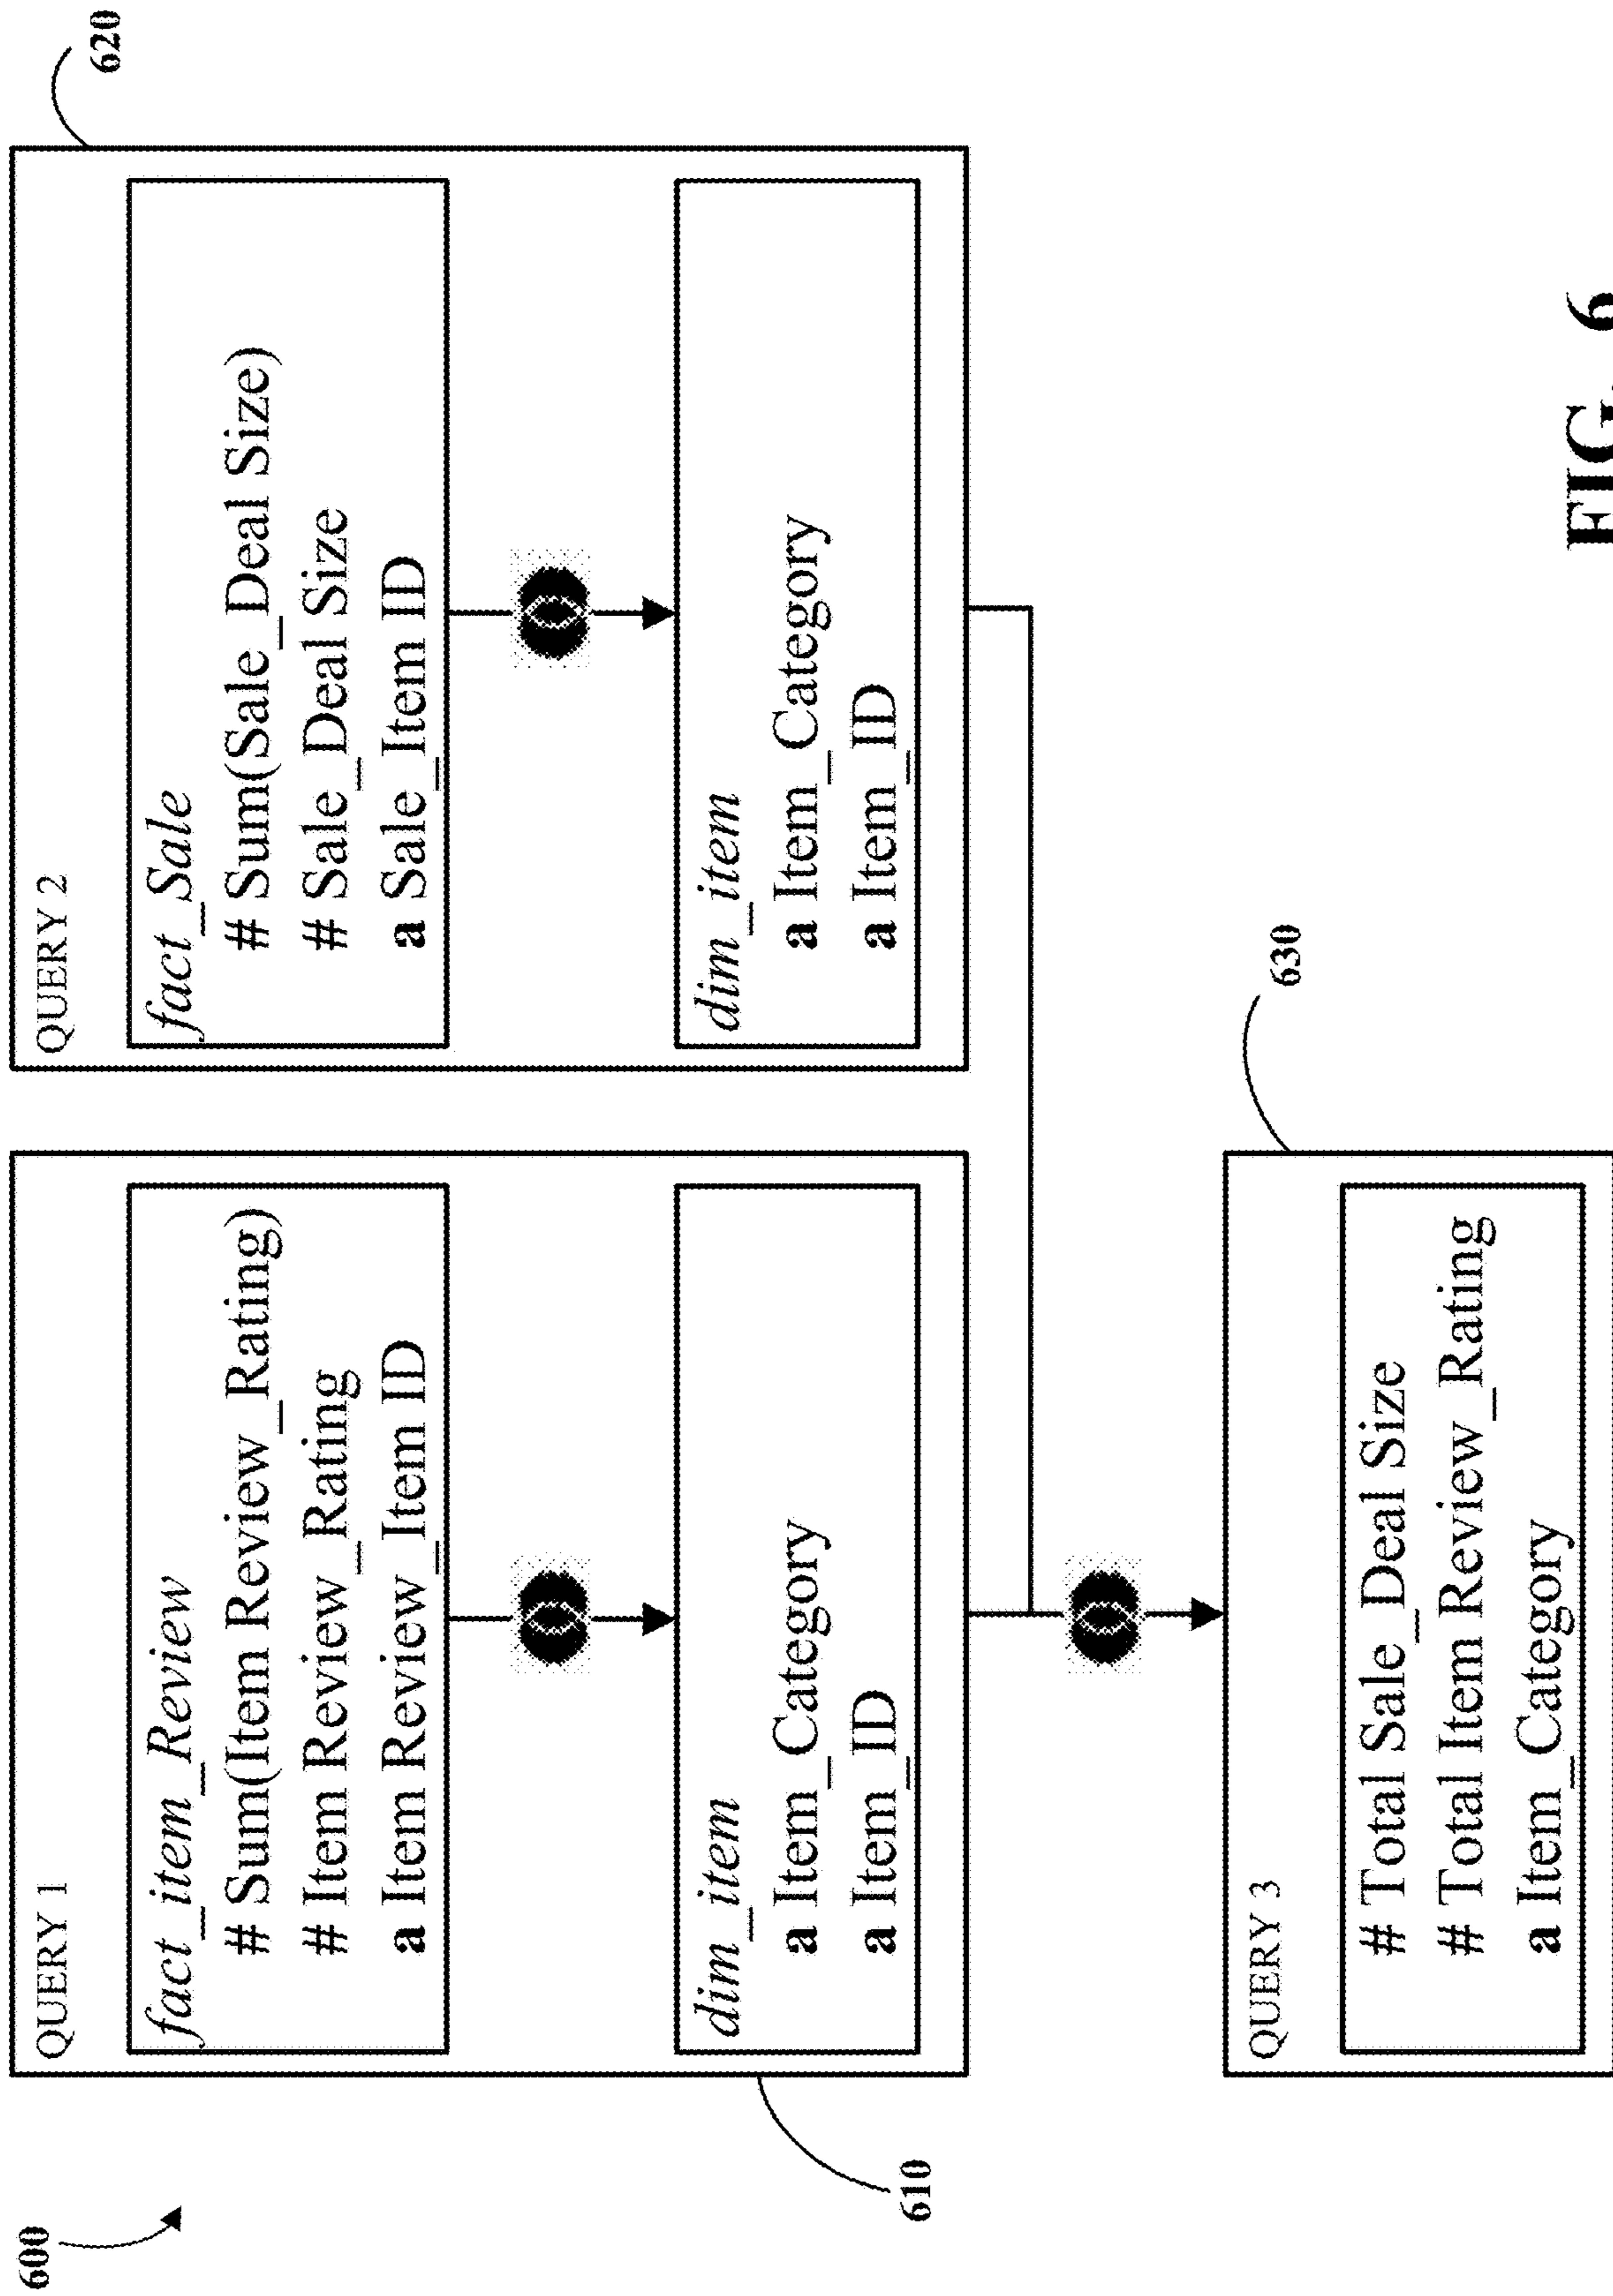 600
QUERY 1
fact_item_Review
# Sum(Item Review_Rating)
# Item Review_Rating
a Item Review_Item ID
dim_item
a Item_Category
a Item_ID
610
QUERY 2
fact_Sale
# Sum(Sale_Deal Size)
# Sale_Deal Size
a Sale_Item ID
dim_item
a Item_Category
a Item_ID
620
QUERY 3
# Total Sale_Deal Size
# Total Item Review_Rating
a Item_Category
630
FIG. 6